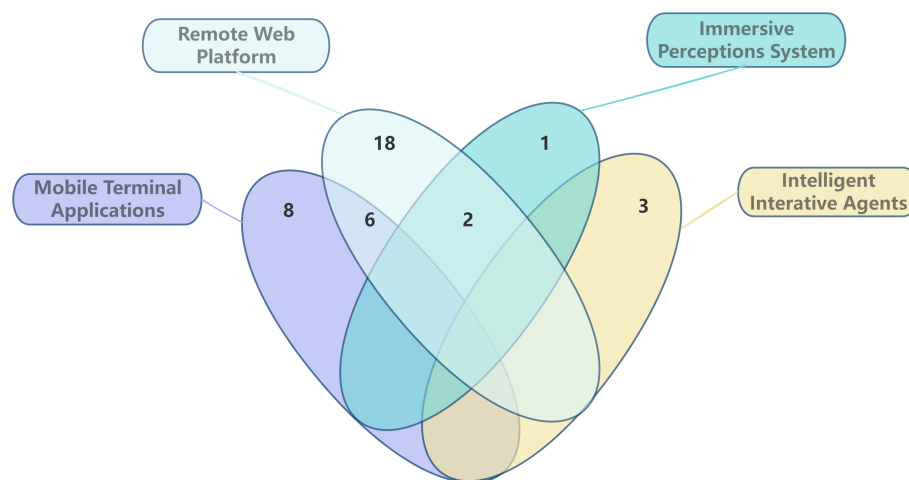 Remote Web
Platform
Immersive
Perceptions System
Mobile Terminal
Applications
Intelligent
Interative Agents
18
1
8
6
2
3